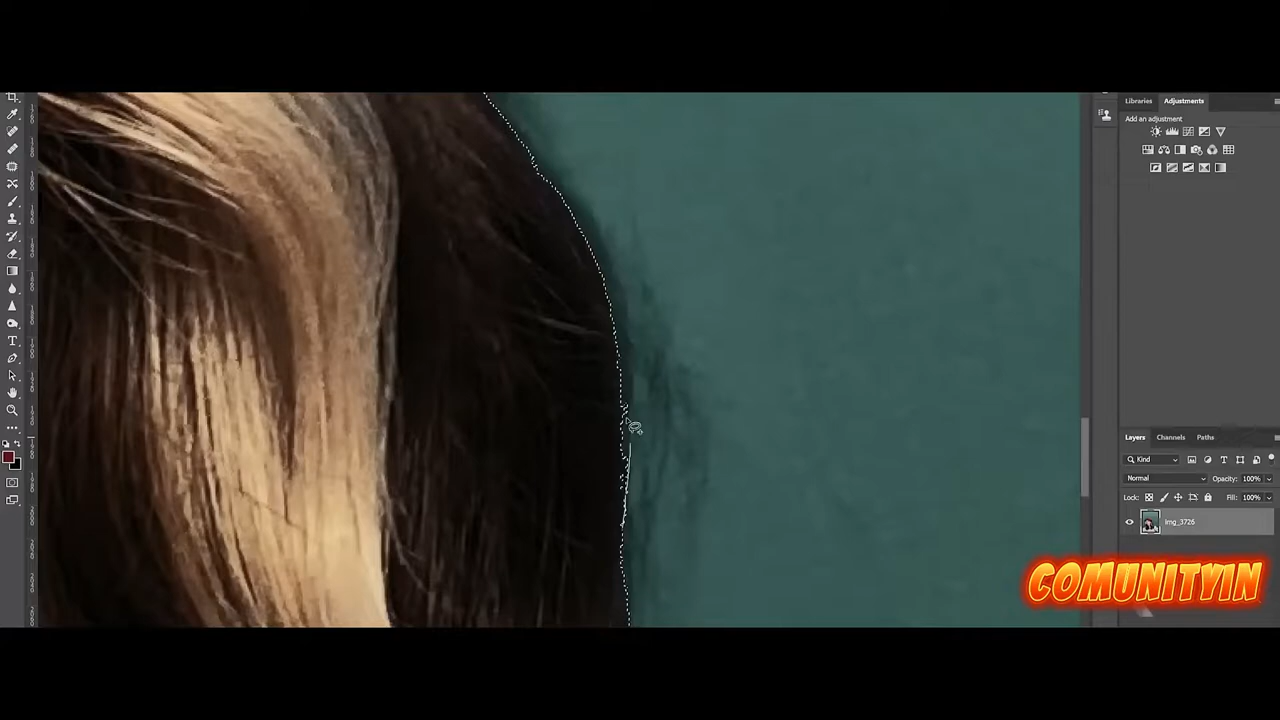 Libraries Adjustments
Add an adjustment
Layers Channels Paths
Kind
Normal Opacity: 100%
Lock: Fill: 100%
img_3726
COMUNITYIN